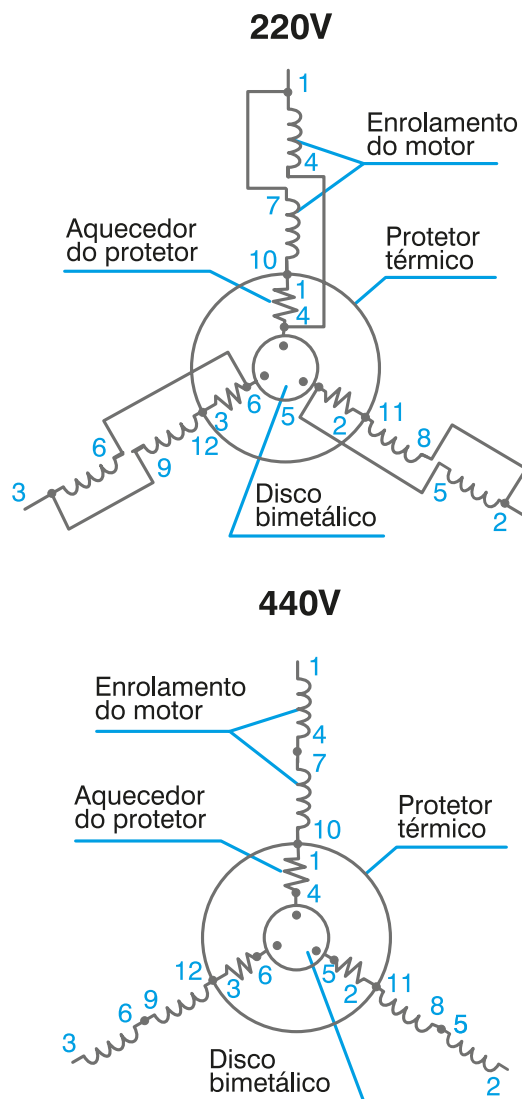 220V
1
Enrolamento
do motor
4
7
Aquecedor
do protetor
Protetor
térmico
10
1
4
6
5
11
3
2
12
6
8
9
5
3
2
Disco
bimetálico
440V
1
Enrolamento
do motor
4
7
Aquecedor
do protetor
Protetor
térmico
10
1
4
12
6
5
11
3
2
9
6
8
5
3
2
Disco
bimetálico